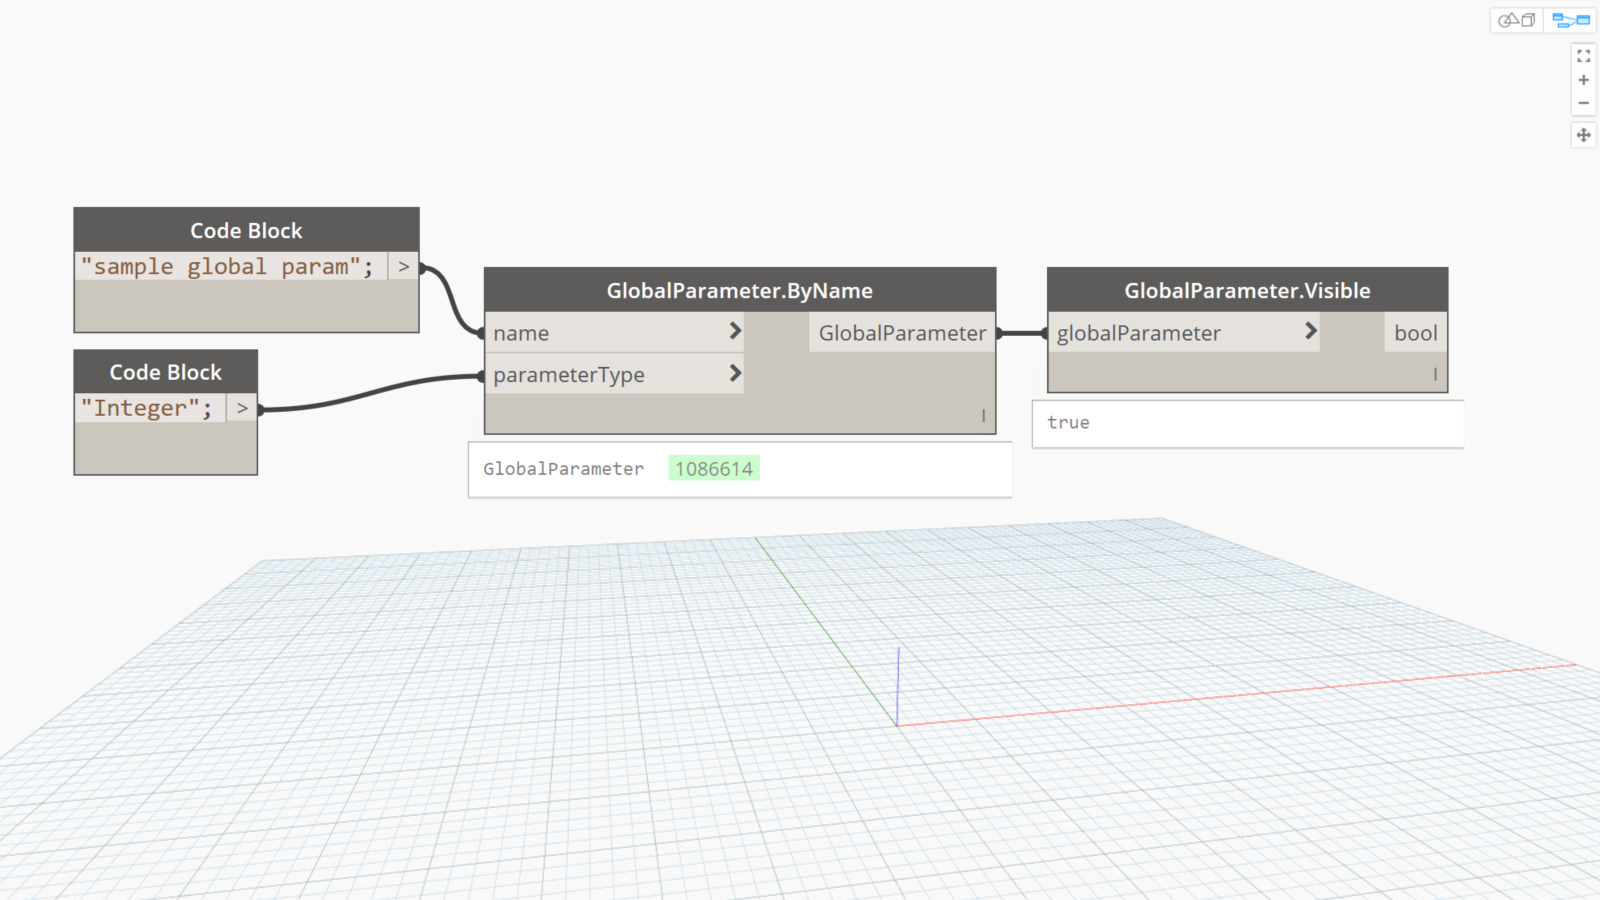 Code Block
"sample global param"; >
Code Block
"Integer"; >
GlobalParameter.ByName
name > GlobalParameter
parameterType >
GlobalParameter 1086614
GlobalParameter.Visible
globalParameter > bool
true